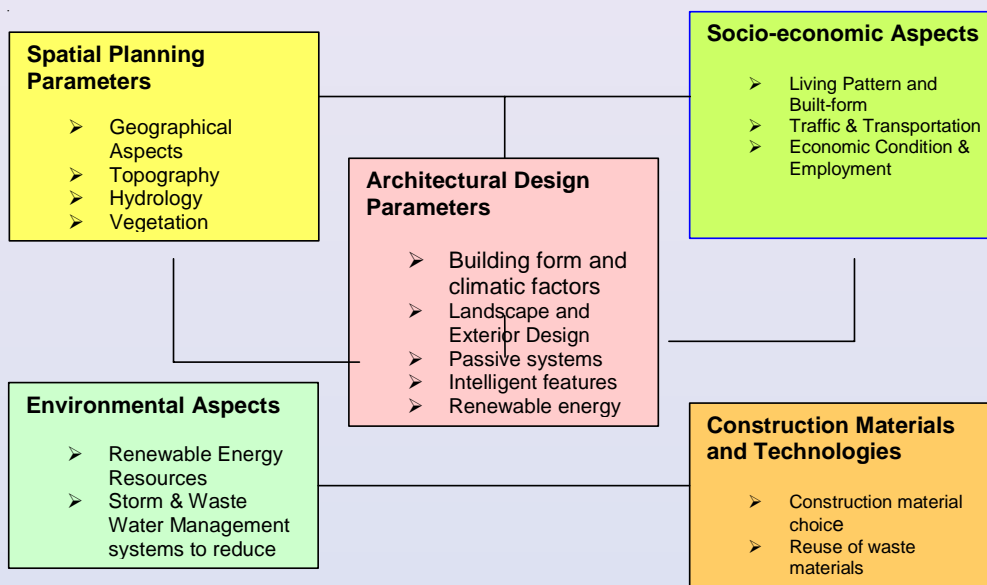 Spatial Planning
Parameters
➢ Geographical
Aspects
➢ Topography
➢ Hydrology
➢ Vegetation
Socio-economic Aspects
➢ Living Pattern and
Built-form
➢ Traffic & Transportation
➢ Economic Condition &
Employment
Architectural Design
Parameters
➢ Building form and
climatic factors
➢ Landscape and
Exterior Design
➢ Passive systems
➢ Intelligent features
➢ Renewable energy
Environmental Aspects
➢ Renewable Energy
Resources
➢ Storm & Waste
Water Management
systems to reduce
Construction Materials
and Technologies
➢ Construction material
choice
➢ Reuse of waste
materials